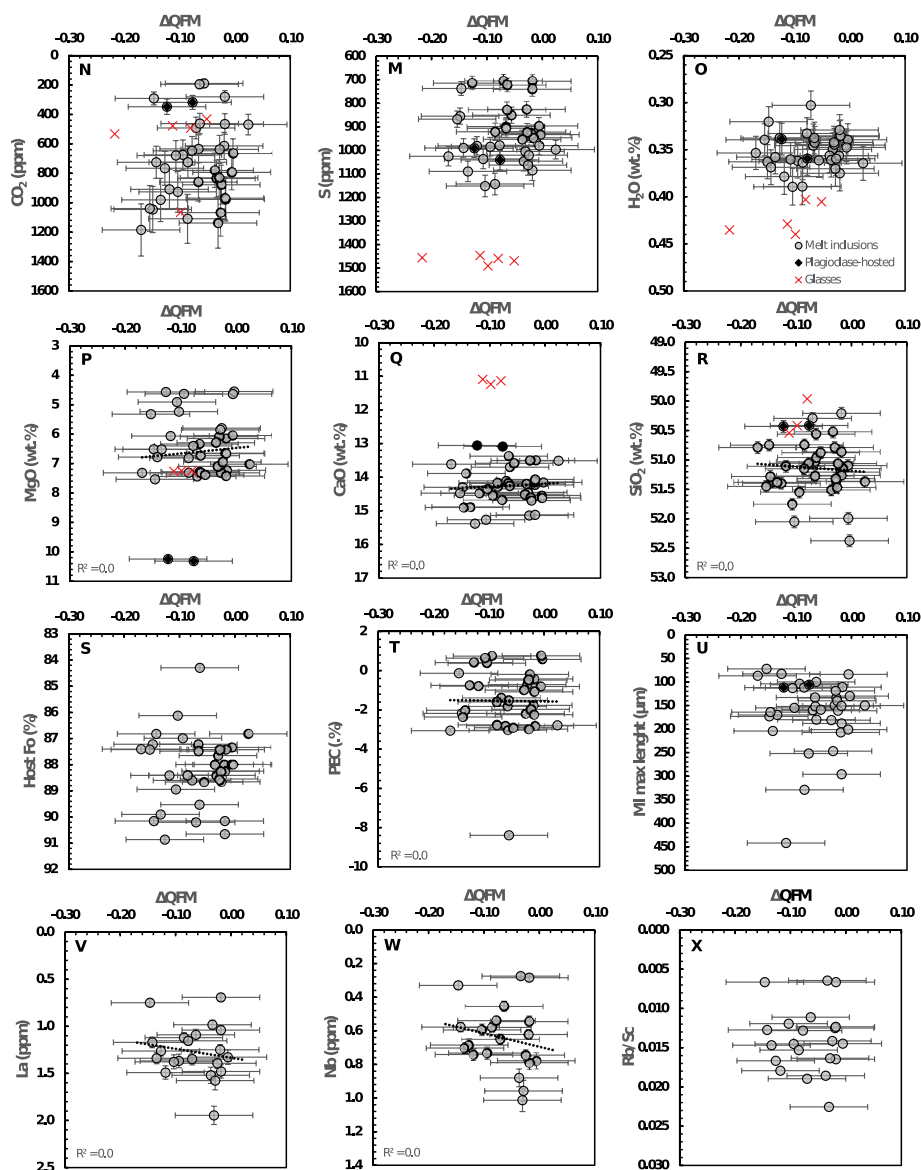 ΔQFM
-0.30 -0.20 -0.10 0.00 0.10
N
CO2 (ppm)
0
200
400
600
800
1000
1200
1400
1600
ΔQFM
-0.30 -0.20 -0.10 0.00 0.10
M
S (ppm)
600
700
800
900
1000
1100
1200
1300
1400
1500
1600
ΔQFM
-0.30 -0.20 -0.10 0.00 0.10
O
H2O (wt.%)
0.25
0.30
0.35
0.40
0.45
0.50
Melt inclusions
Plagioclase-hosted
Glasses
-0.30 -0.20 -0.10 0.00 0.10
P
MgO (wt.%)
3
4
5
6
7
8
9
10
11
R² = 0.0
-0.30 -0.20 -0.10 0.00 0.10
Q
CaO (wt.%)
12
13
14
15
16
17
R² = 0.0
-0.30 -0.20 -0.10 0.00 0.10
R
SiO2 (wt.%)
49.0
49.5
50.0
50.5
51.0
51.5
52.0
52.5
53.0
R² = 0.0
ΔQFM
-0.30 -0.20 -0.10 0.00 0.10
S
Host Fo (%)
83
84
85
86
87
88
89
90
91
92
ΔQFM
-0.30 -0.20 -0.10 0.00 0.10
T
PEC (.%)
2
0
-2
-4
-6
-8
-10
R² = 0.0
ΔQFM
-0.30 -0.20 -0.10 0.00 0.10
U
MI max lenght (µm)
0
50
100
150
200
250
300
350
400
450
500
ΔQFM
-0.30 -0.20 -0.10 0.00 0.10
V
La (ppm)
0.0
0.5
1.0
1.5
2.0
2.5
R² = 0.0
ΔQFM
-0.30 -0.20 -0.10 0.00 0.10
W
Nb (ppm)
0.0
0.2
0.4
0.6
0.8
1.0
1.2
1.4
R² = 0.0
ΔQFM
-0.30 -0.20 -0.10 0.00 0.10
X
Rb/Sc
0.000
0.005
0.010
0.015
0.020
0.025
0.030